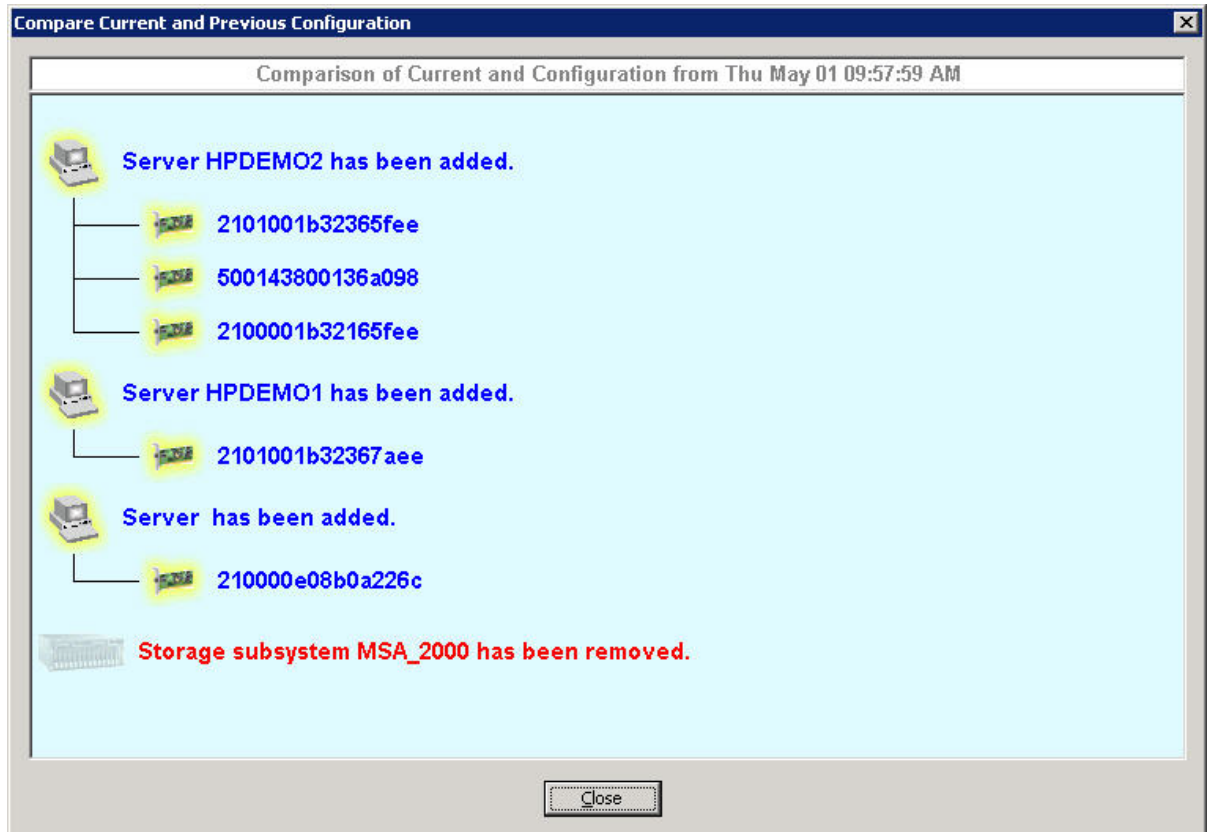 Compare Current and Previous Configuration
Comparison of Current and Configuration from Thu May 01 09:57:59 AM
Server HPDEMO2 has been added.
2101001b32365fee
500143800136a098
2100001b32165fee
Server HPDEMO1 has been added.
2101001b32367aee
Server  has been added.
210000e08b0a226c
Storage subsystem MSA_2000 has been removed.
Close